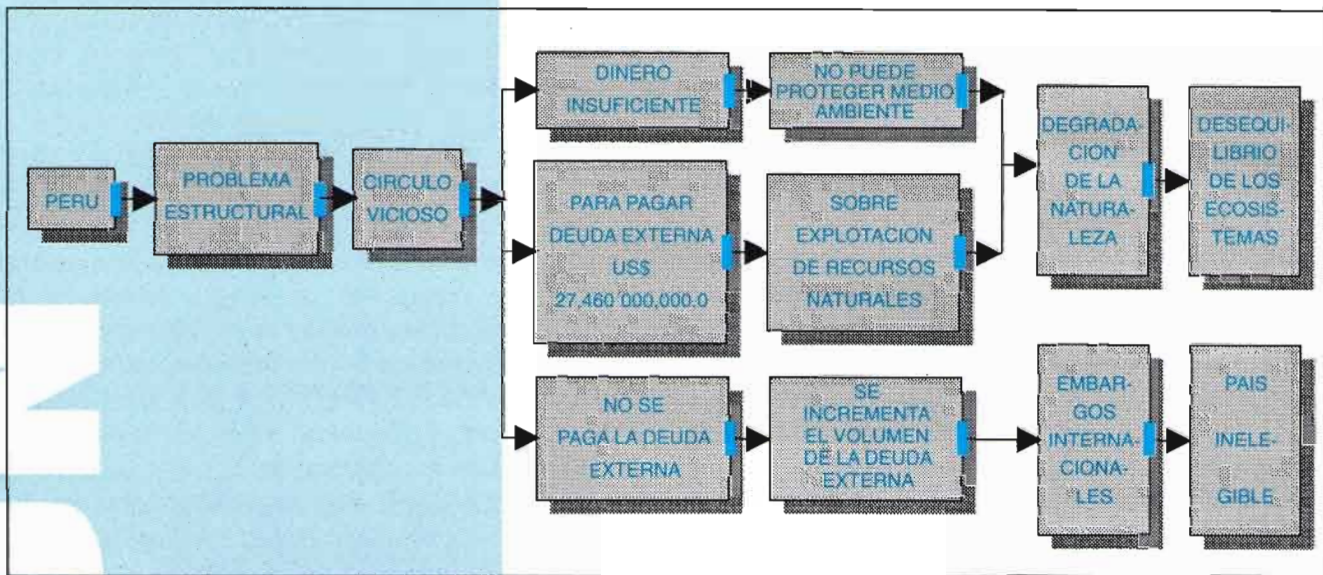 PERU
PROBLEMA
ESTRUCTURAL
CIRCULO
VICIOSO
DINERO
INSUFICIENTE
NO PUEDE
PROTEGER MEDIO
AMBIENTE
PARA PAGAR
DEUDA EXTERNA
US$
27,460 000,000.0
SOBRE
EXPLOTACION
DE RECURSOS
NATURALES
DEGRADA-
CION
DE LA
NATURA-
LEZA
DESEQUI-
LIBRIO
DE LOS
ECOSIS-
TEMAS
NO SE
PAGA LA DEUDA
EXTERNA
SE
INCREMENTA
EL VOLUMEN
DE LA DEUDA
EXTERNA
EMBAR-
GOS
INTERNA-
CIONA-
LES
PAIS
INELE-
GIBLE